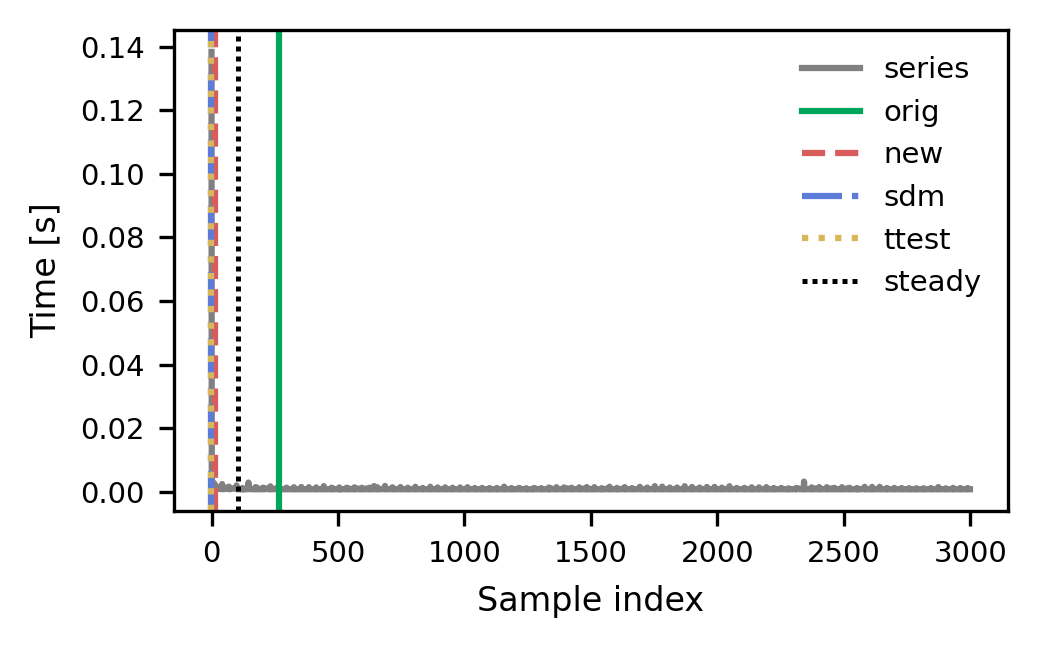 0.14
0.12
0.10
0.08
0.06
0.04
0.02
0.00
Time [s]
series
orig
new
sdm
ttest
steady
0 500 1000 1500 2000 2500 3000
Sample index